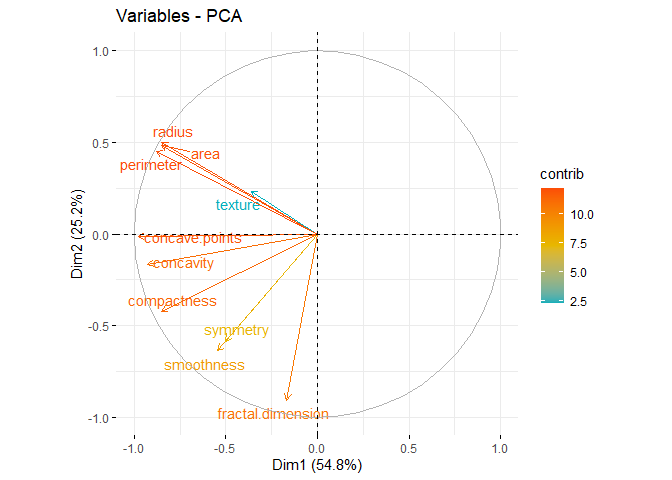 Variables - PCA
1.0
0.5
0.0
-0.5
-1.0
Dim2 (25.2%)
radius
area
perimeter
texture
concave.points
concavity
compactness
symmetry
smoothness
fractal.dimension
-1.0
-0.5
0.0
0.5
1.0
Dim1 (54.8%)
contrib
10.0
7.5
5.0
2.5